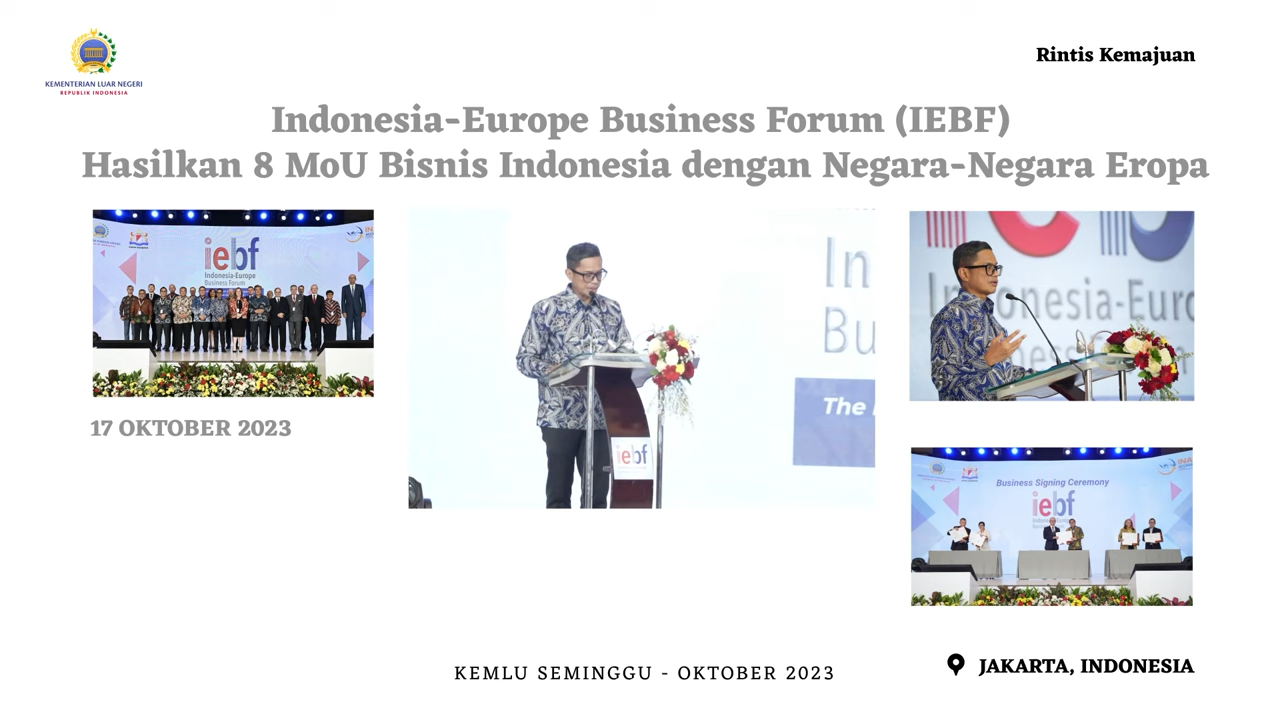 KEMENTERIAN LUAR NEGERI
REPUBLIK INDONESIA
Rintis Kemajuan
Indonesia-Europe Business Forum (IEBF)
Hasilkan 8 MoU Bisnis Indonesia dengan Negara-Negara Eropa
iebf
Indonesia-Europe
Business Forum
17 OKTOBER 2023
In
Bu
The
iebf
onesia-Euro
Business Signing Ceremony
iebf
KEMLU SEMINGGU - OKTOBER 2023
JAKARTA, INDONESIA